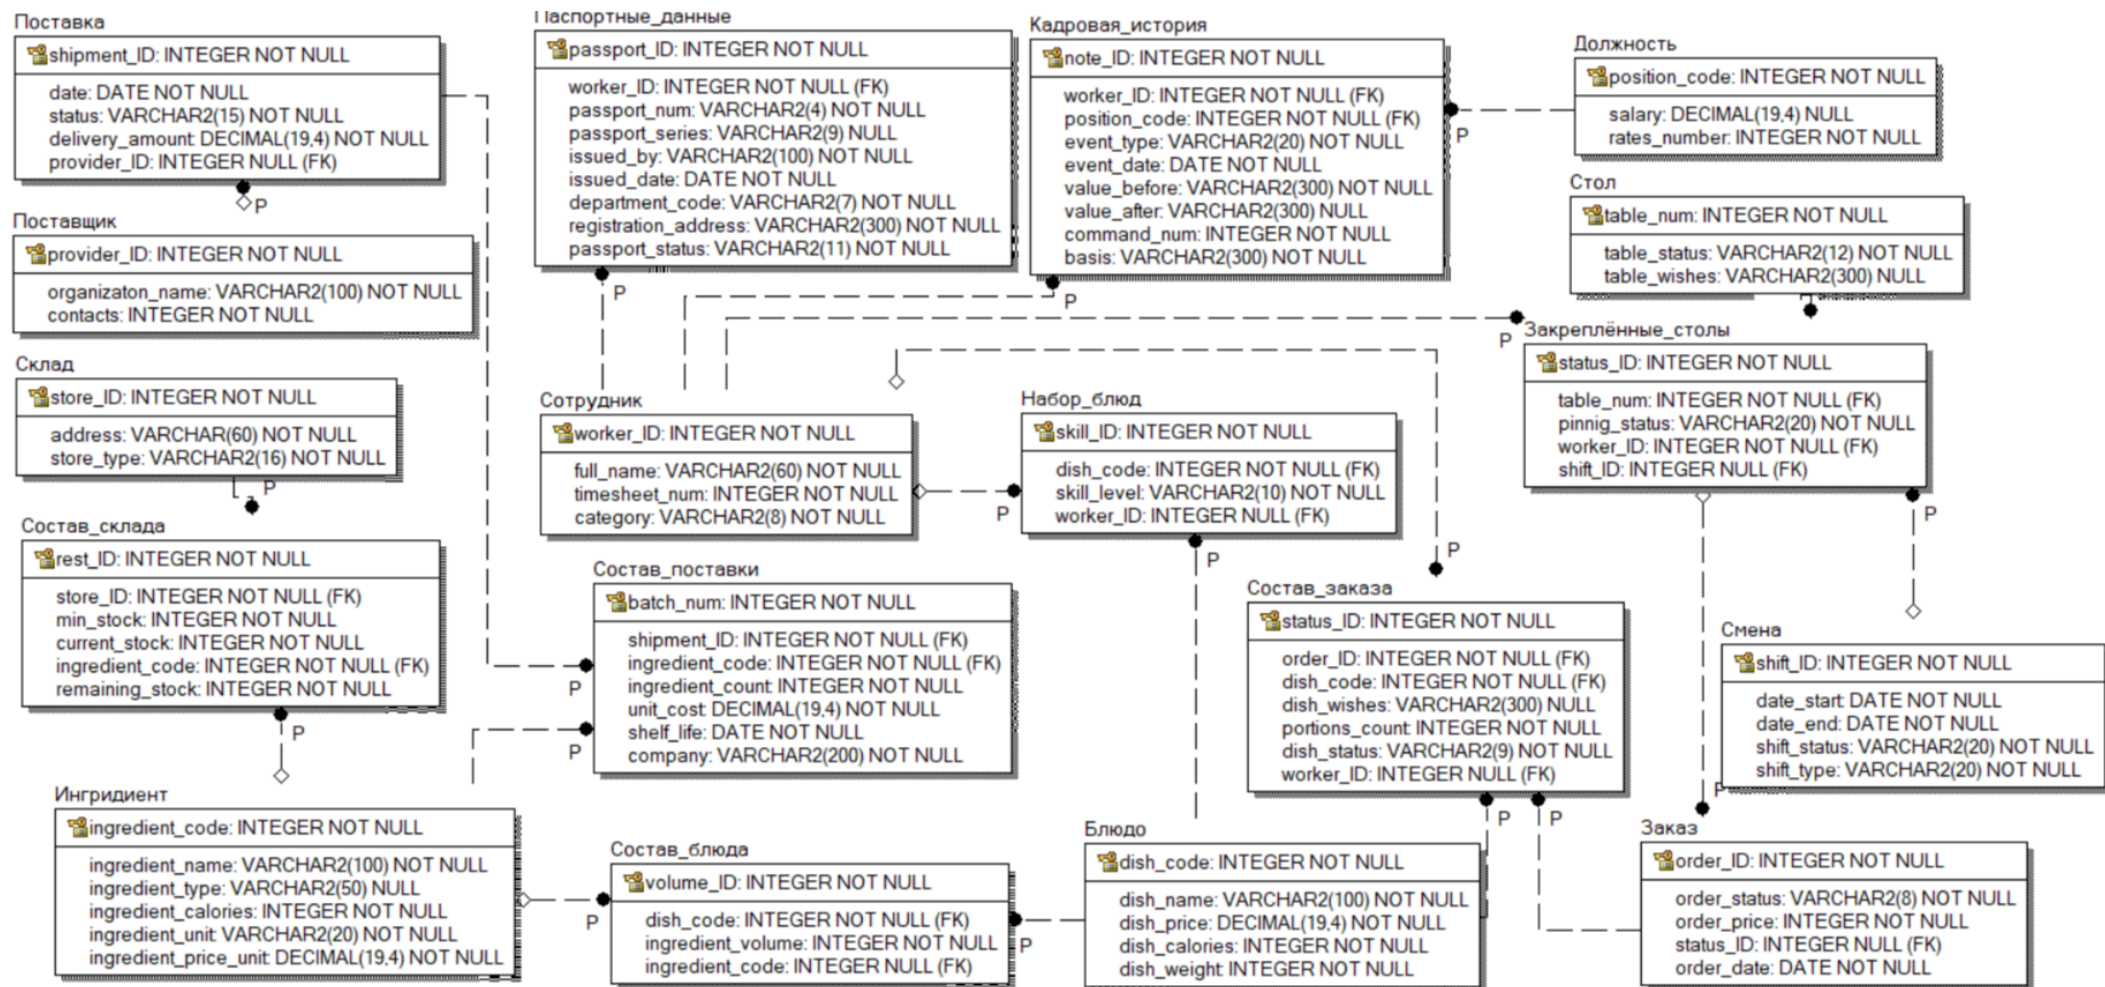 Поставка
shipment_ID: INTEGER NOT NULL
date: DATE NOT NULL
status: VARCHAR2(15) NOT NULL
delivery_amount: DECIMAL(19,4) NOT NULL
provider_ID: INTEGER NULL (FK)
P
Поставщик
provider_ID: INTEGER NOT NULL
organizaton_name: VARCHAR2(100) NOT NULL
contacts: INTEGER NOT NULL
Склад
store_ID: INTEGER NOT NULL
address: VARCHAR(60) NOT NULL
store_type: VARCHAR2(16) NOT NULL
P
Состав_склада
rest_ID: INTEGER NOT NULL
store_ID: INTEGER NOT NULL (FK)
min_stock: INTEGER NOT NULL
current_stock: INTEGER NOT NULL
ingredient_code: INTEGER NOT NULL (FK)
remaining_stock: INTEGER NOT NULL
P
Ингридиент
ingredient_code: INTEGER NOT NULL
ingredient_name: VARCHAR2(100) NOT NULL
ingredient_type: VARCHAR2(50) NULL
ingredient_calories: INTEGER NOT NULL
ingredient_unit: VARCHAR2(20) NOT NULL
ingredient_price_unit: DECIMAL(19,4) NOT NULL
Паспортные_данные
passport_ID: INTEGER NOT NULL
worker_ID: INTEGER NOT NULL (FK)
passport_num: VARCHAR2(4) NOT NULL
passport_series: VARCHAR2(9) NULL
issued_by: VARCHAR2(100) NOT NULL
issued_date: DATE NOT NULL
department_code: VARCHAR2(7) NOT NULL
registration_address: VARCHAR2(300) NOT NULL
passport_status: VARCHAR2(11) NOT NULL
P
Сотрудник
worker_ID: INTEGER NOT NULL
full_name: VARCHAR2(60) NOT NULL
timesheet_num: INTEGER NOT NULL
category: VARCHAR2(8) NOT NULL
P
Состав_поставки
batch_num: INTEGER NOT NULL
shipment_ID: INTEGER NOT NULL (FK)
ingredient_code: INTEGER NOT NULL (FK)
ingredient_count: INTEGER NOT NULL
unit_cost: DECIMAL(19,4) NOT NULL
shelf_life: DATE NOT NULL
company: VARCHAR2(200) NOT NULL
P
P
Состав_блюда
volume_ID: INTEGER NOT NULL
dish_code: INTEGER NOT NULL (FK)
ingredient_volume: INTEGER NOT NULL
ingredient_code: INTEGER NULL (FK)
P
P
Кадровая_история
note_ID: INTEGER NOT NULL
worker_ID: INTEGER NOT NULL (FK)
position_code: INTEGER NOT NULL (FK)
event_type: VARCHAR2(20) NOT NULL
event_date: DATE NOT NULL
value_before: VARCHAR2(300) NOT NULL
value_after: VARCHAR2(300) NULL
command_num: INTEGER NOT NULL
basis: VARCHAR2(300) NOT NULL
P
P
Набор_блюд
skill_ID: INTEGER NOT NULL
dish_code: INTEGER NOT NULL (FK)
skill_level: VARCHAR2(10) NOT NULL
worker_ID: INTEGER NULL (FK)
P
Блюдо
dish_code: INTEGER NOT NULL
dish_name: VARCHAR2(100) NOT NULL
dish_price: DECIMAL(19,4) NOT NULL
dish_calories: INTEGER NOT NULL
dish_weight: INTEGER NOT NULL
P
Состав_заказа
status_ID: INTEGER NOT NULL
order_ID: INTEGER NOT NULL (FK)
dish_code: INTEGER NOT NULL (FK)
dish_wishes: VARCHAR2(300) NULL
portions_count: INTEGER NOT NULL
dish_status: VARCHAR2(9) NOT NULL
worker_ID: INTEGER NULL (FK)
P
P
Должность
position_code: INTEGER NOT NULL
salary: DECIMAL(19,4) NULL
rates_number: INTEGER NOT NULL
Стол
table_num: INTEGER NOT NULL
table_status: VARCHAR2(12) NOT NULL
table_wishes: VARCHAR2(300) NULL
P
Закреплённые_столы
status_ID: INTEGER NOT NULL
table_num: INTEGER NOT NULL (FK)
pinnig_status: VARCHAR2(20) NOT NULL
worker_ID: INTEGER NOT NULL (FK)
shift_ID: INTEGER NULL (FK)
P
Смена
shift_ID: INTEGER NOT NULL
date_start: DATE NOT NULL
date_end: DATE NOT NULL
shift_status: VARCHAR2(20) NOT NULL
shift_type: VARCHAR2(20) NOT NULL
P
Заказ
order_ID: INTEGER NOT NULL
order_status: VARCHAR2(8) NOT NULL
order_price: INTEGER NOT NULL
status_ID: INTEGER NULL (FK)
order_date: DATE NOT NULL